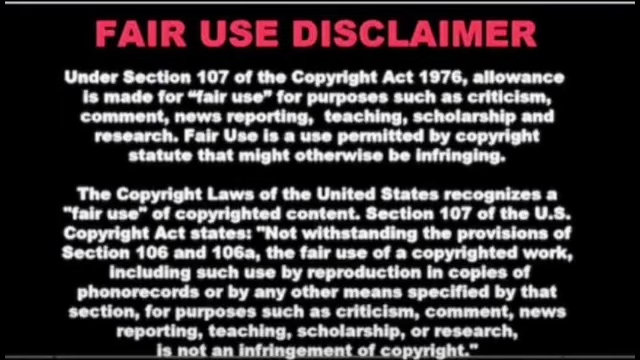 FAIR USE DISCLAIMER
Under Section 107 of the Copyright Act 1976, allowance
is made for “fair use” for purposes such as criticism,
comment, news reporting, teaching, scholarship and
research. Fair Use is a use permitted by copyright
statute that might otherwise be infringing.
The Copyright Laws of the United States recognizes a
"fair use" of copyrighted content. Section 107 of the U.S.
Copyright Act states: "Not withstanding the provisions of
Section 106 and 106a, the fair use of a copyrighted work,
including such use by reproduction in copies of
phonorecords or by any other means specified by that
section, for purposes such as criticism, comment, news
reporting, teaching, scholarship, or research,
is not an infringement of copyright."